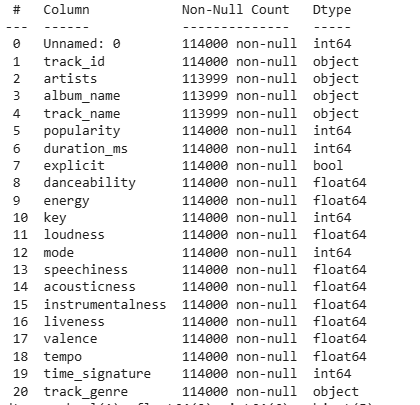 #   Column            Non-Null Count   Dtype
---  ------            --------------   -----
 0   Unnamed: 0        114000 non-null  int64
 1   track_id          114000 non-null  object
 2   artists           113999 non-null  object
 3   album_name        113999 non-null  object
 4   track_name        113999 non-null  object
 5   popularity        114000 non-null  int64
 6   duration_ms       114000 non-null  int64
 7   explicit          114000 non-null  bool
 8   danceability      114000 non-null  float64
 9   energy            114000 non-null  float64
 10  key               114000 non-null  int64
 11  loudness          114000 non-null  float64
 12  mode              114000 non-null  int64
 13  speechiness       114000 non-null  float64
 14  acousticness      114000 non-null  float64
 15  instrumentalness  114000 non-null  float64
 16  liveness          114000 non-null  float64
 17  valence           114000 non-null  float64
 18  tempo             114000 non-null  float64
 19  time_signature    114000 non-null  int64
 20  track_genre       114000 non-null  object